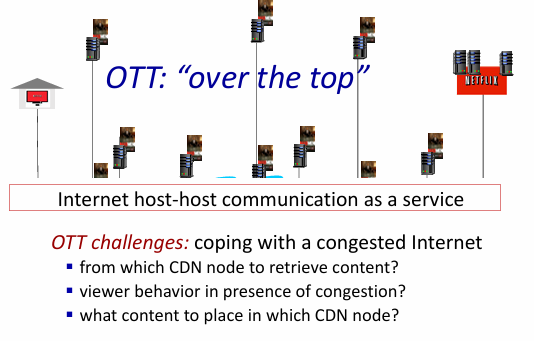 OTT: “over the top”
NETFLIX
Internet host-host communication as a service
OTT challenges: coping with a congested Internet
▪ from which CDN node to retrieve content?
▪ viewer behavior in presence of congestion?
▪ what content to place in which CDN node?